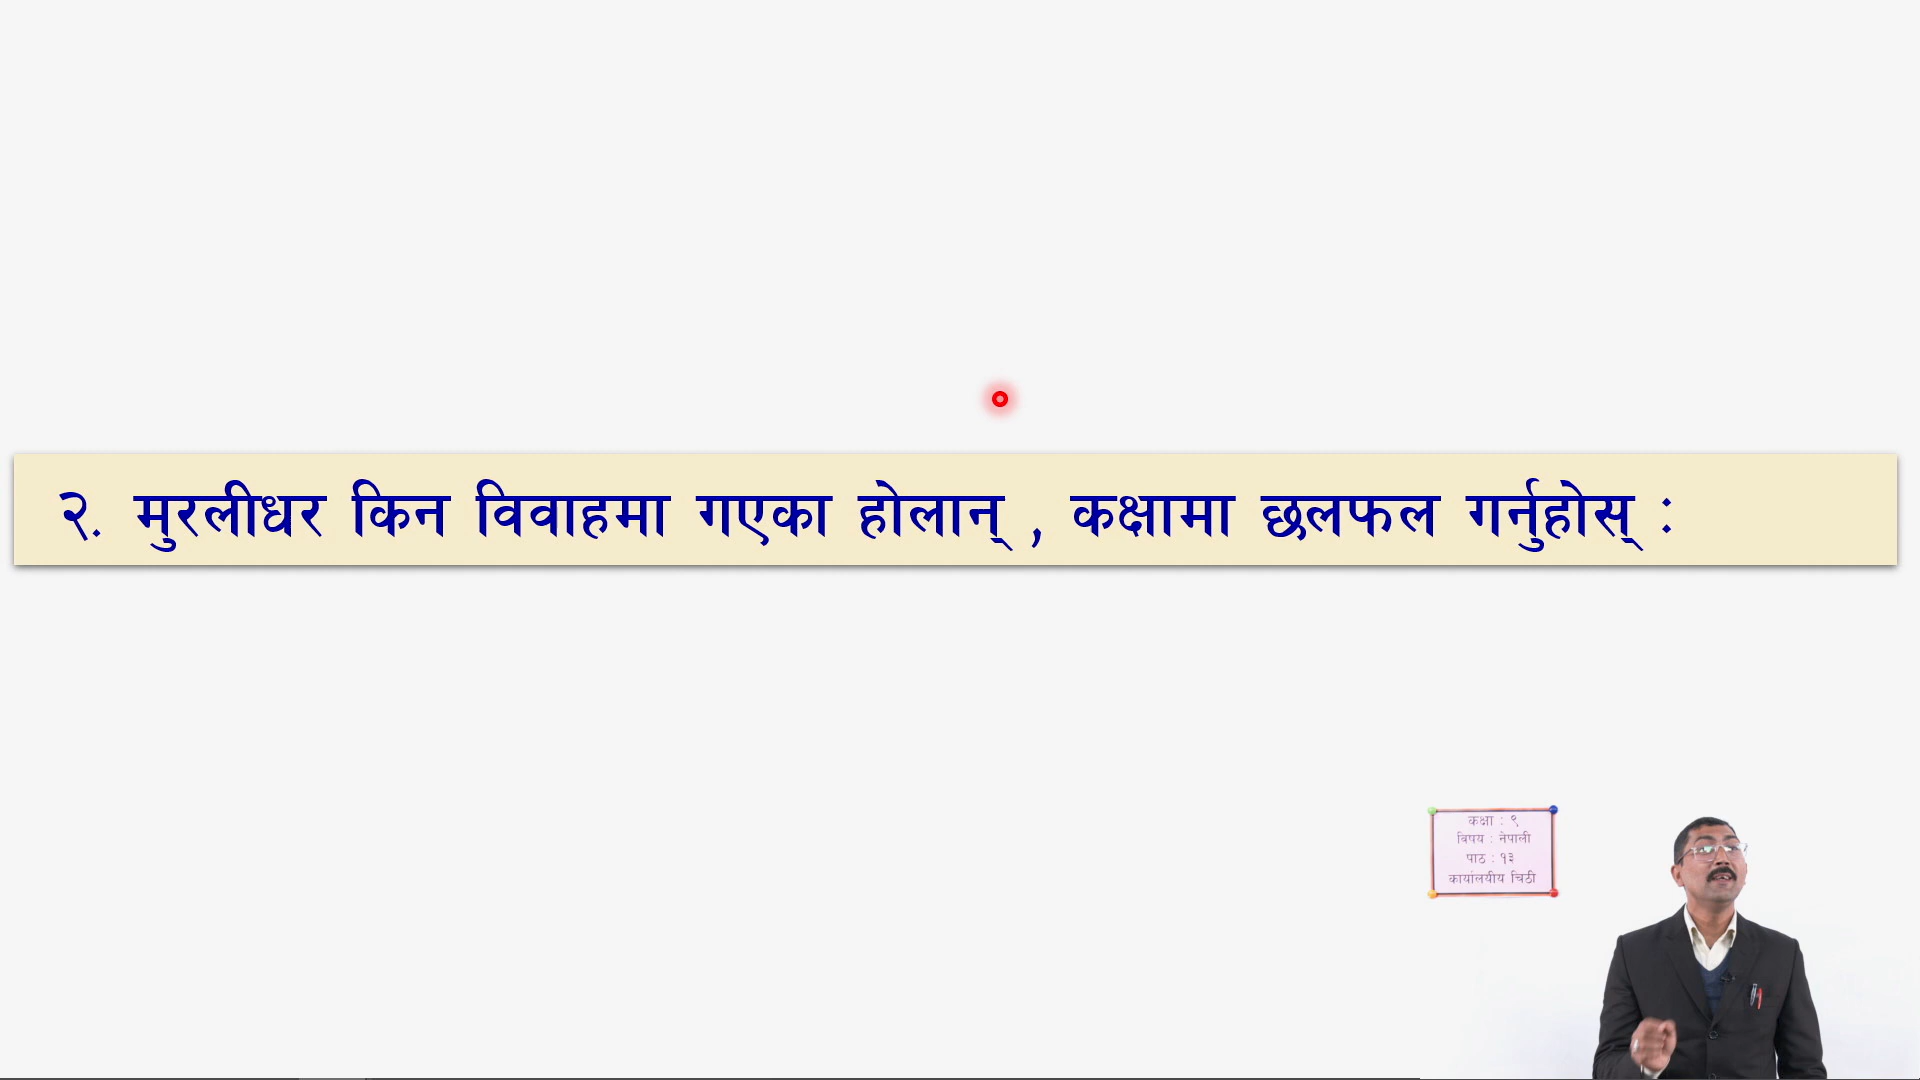 २. मुरलीधर किन विवाहमा गएका होलान् , कक्षामा छलफल गर्नुहोस् :
कक्षा : ९
विषय : नेपाली
पाठ : १३
कार्यालयीय चिठी